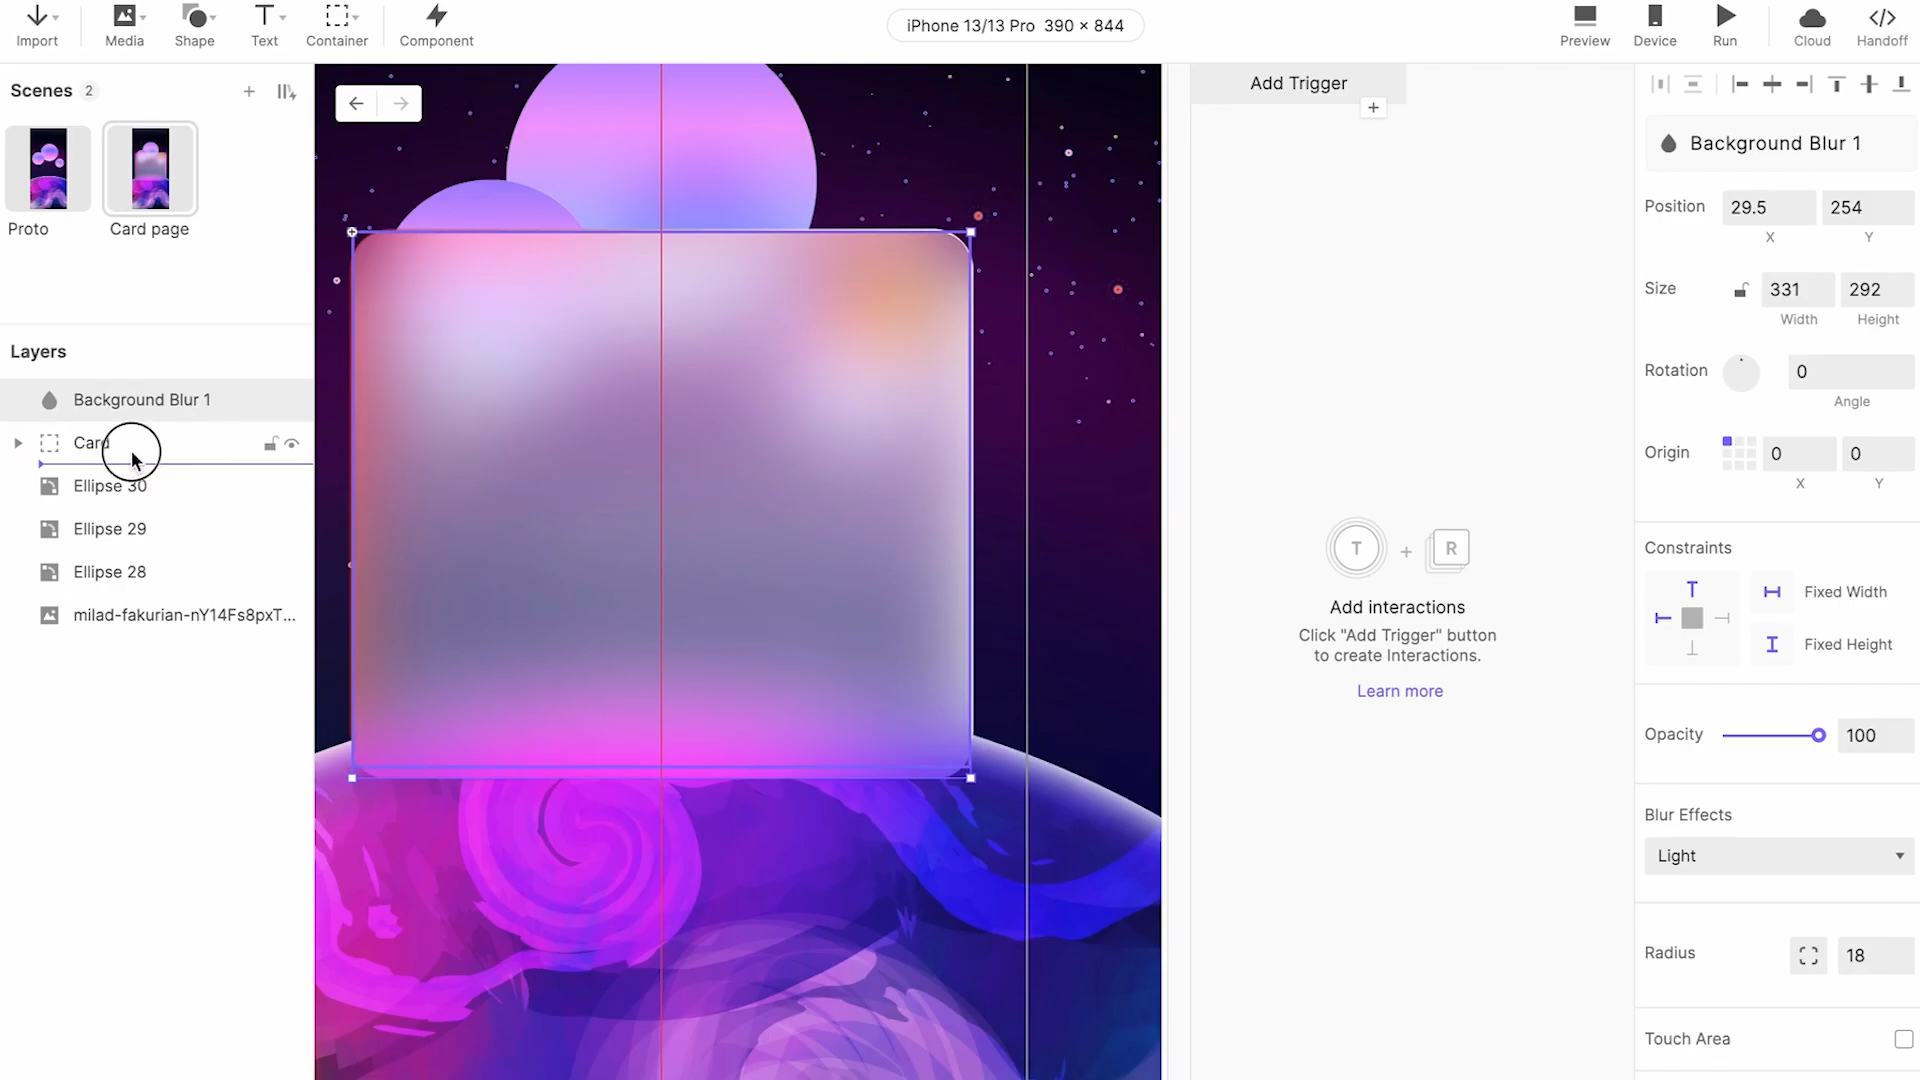 Import
Media
Shape
Text
Container
Component
iPhone 13/13 Pro 390 × 844
Preview
Device
Run
Cloud
Handoff
Scenes 2
Proto
Card page
Layers
Background Blur 1
Card
Ellipse 30
Ellipse 29
Ellipse 28
milad-fakurian-nY14Fs8pxT...
Add Trigger
T + R
Add interactions
Click "Add Trigger" button
to create Interactions.
Learn more
Background Blur 1
Position 29.5 254
X Y
Size 331 292
Width Height
Rotation 0
Angle
Origin 0 0
X Y
Constraints
Fixed Width
Fixed Height
Opacity 100
Blur Effects
Light
Radius 18
Touch Area